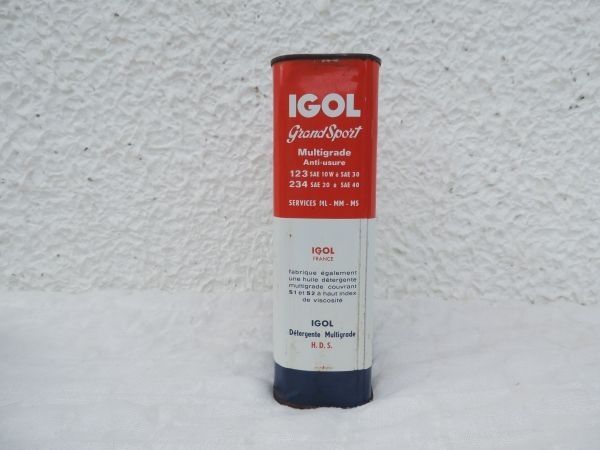 IGOL
Grand Sport
Multigrade
Anti-usure
123 SAE 10W à SAE 30
234 SAE 20 à SAE 40
SERVICES ML - MM - MS
IGOL
FRANCE
fabrique également
une huile détergente
multigrade couvrant
S1 et S2 à haut index
de viscosité
IGOL
Détergente Multigrade
H. D. S.